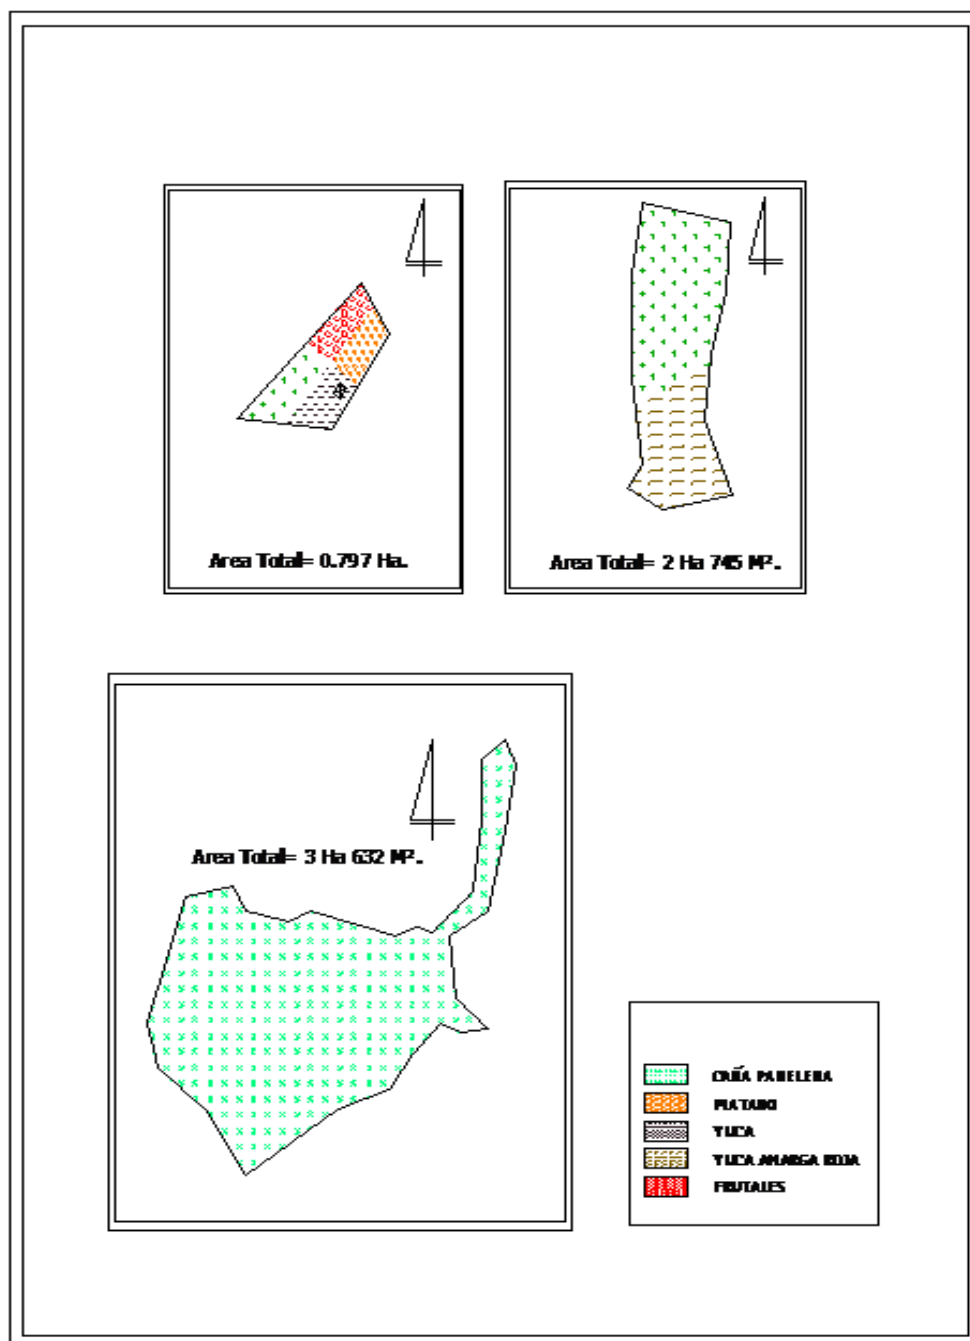 Area Total= 0.797 Ha.
Area Total= 2 Ha 745 M².
Area Total= 3 Ha 632 M².
CAÑA PANELERA
PLATANO
YUCA
YUCA AMARGA ROJA
FRUTALES